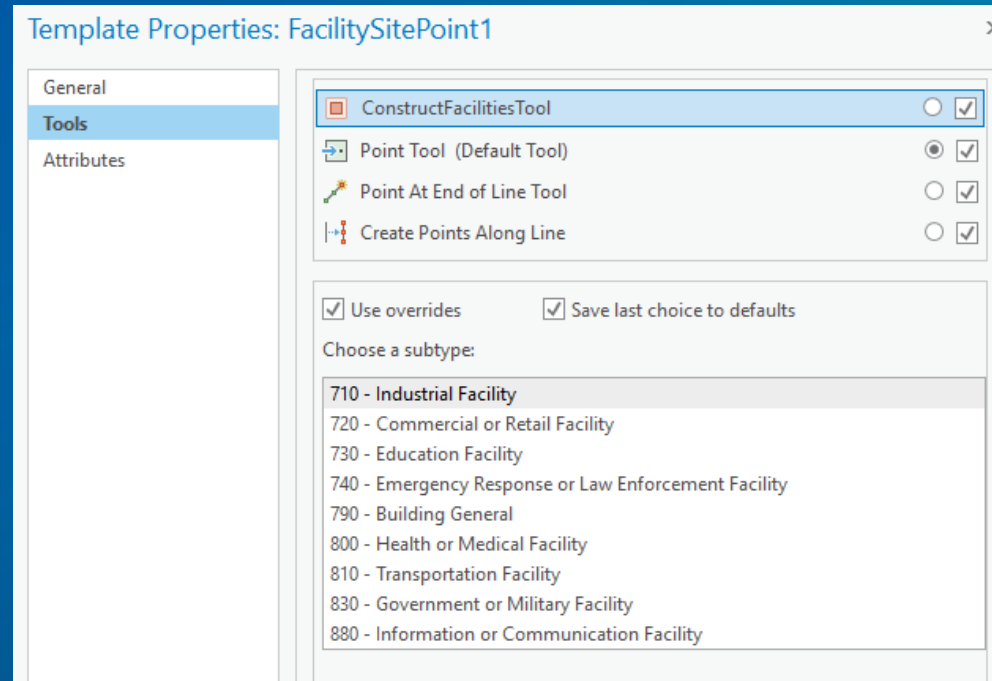 Template Properties: FacilitySitePoint1
General
Tools
Attributes
ConstructFacilitiesTool
Point Tool (Default Tool)
Point At End of Line Tool
Create Points Along Line
Use overrides Save last choice to defaults
Choose a subtype:
710 - Industrial Facility
720 - Commercial or Retail Facility
730 - Education Facility
740 - Emergency Response or Law Enforcement Facility
790 - Building General
800 - Health or Medical Facility
810 - Transportation Facility
830 - Government or Military Facility
880 - Information or Communication Facility